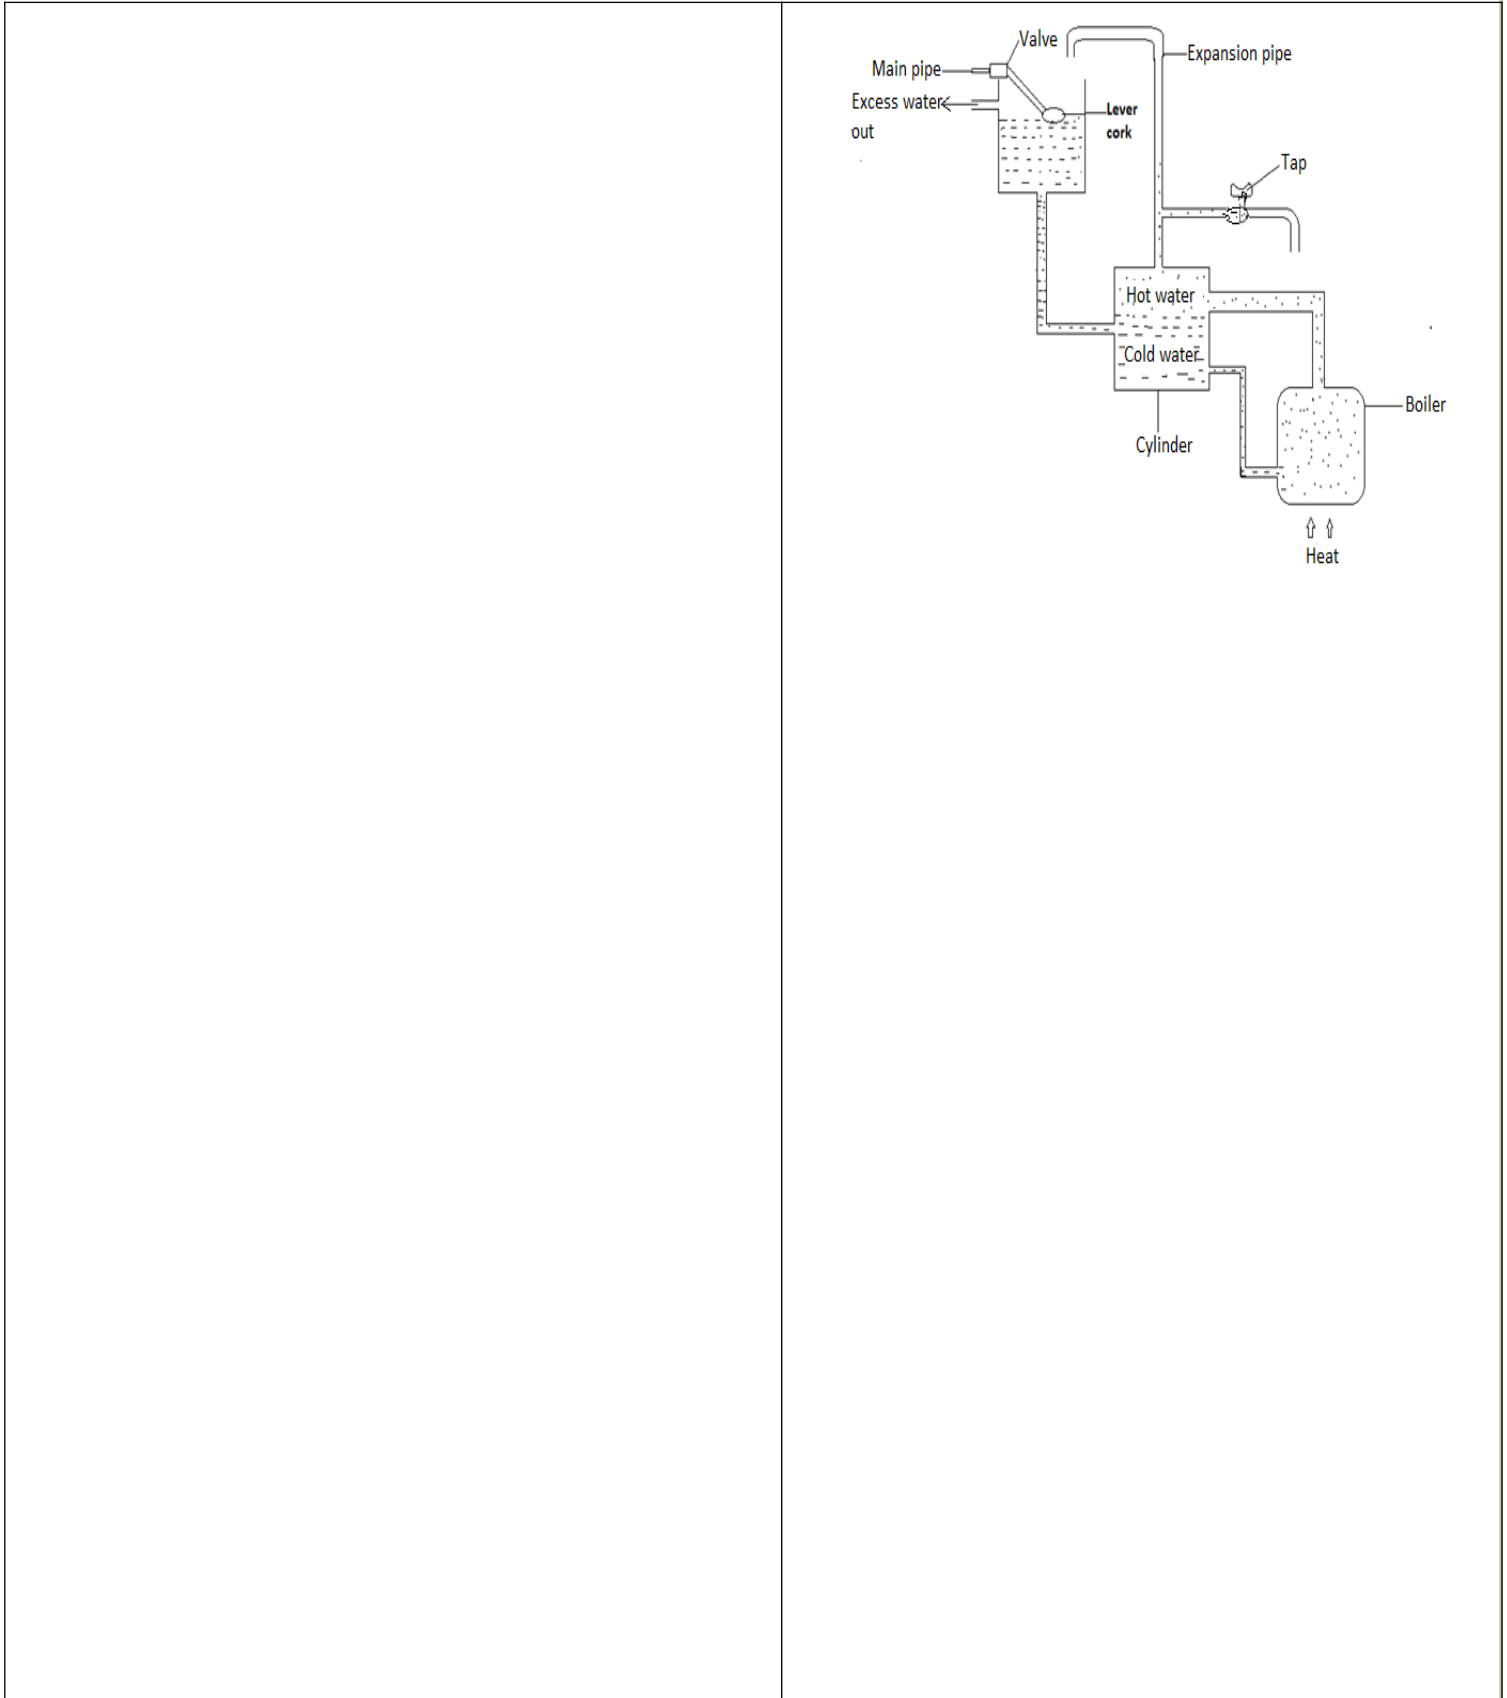 Valve
Expansion pipe
Main pipe
Excess water
out
Lever
cork
Tap
Hot water
Cold water
Boiler
Cylinder
Heat